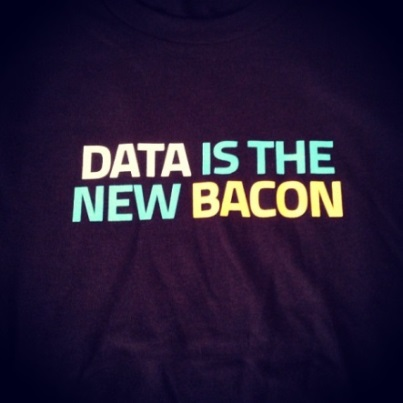 DATA IS THE
NEW BACON